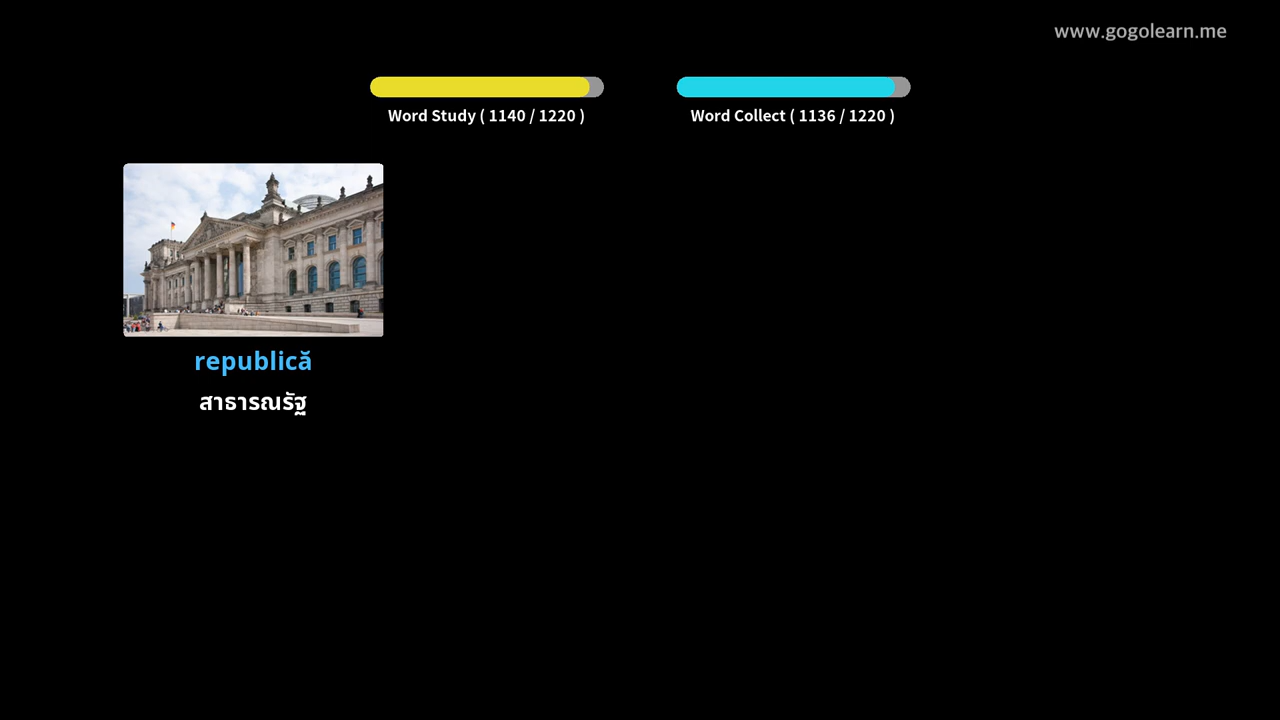 www.gogolearn.me
Word Study ( 1140 / 1220 )
Word Collect ( 1136 / 1220 )
republică
สาธารณรัฐ